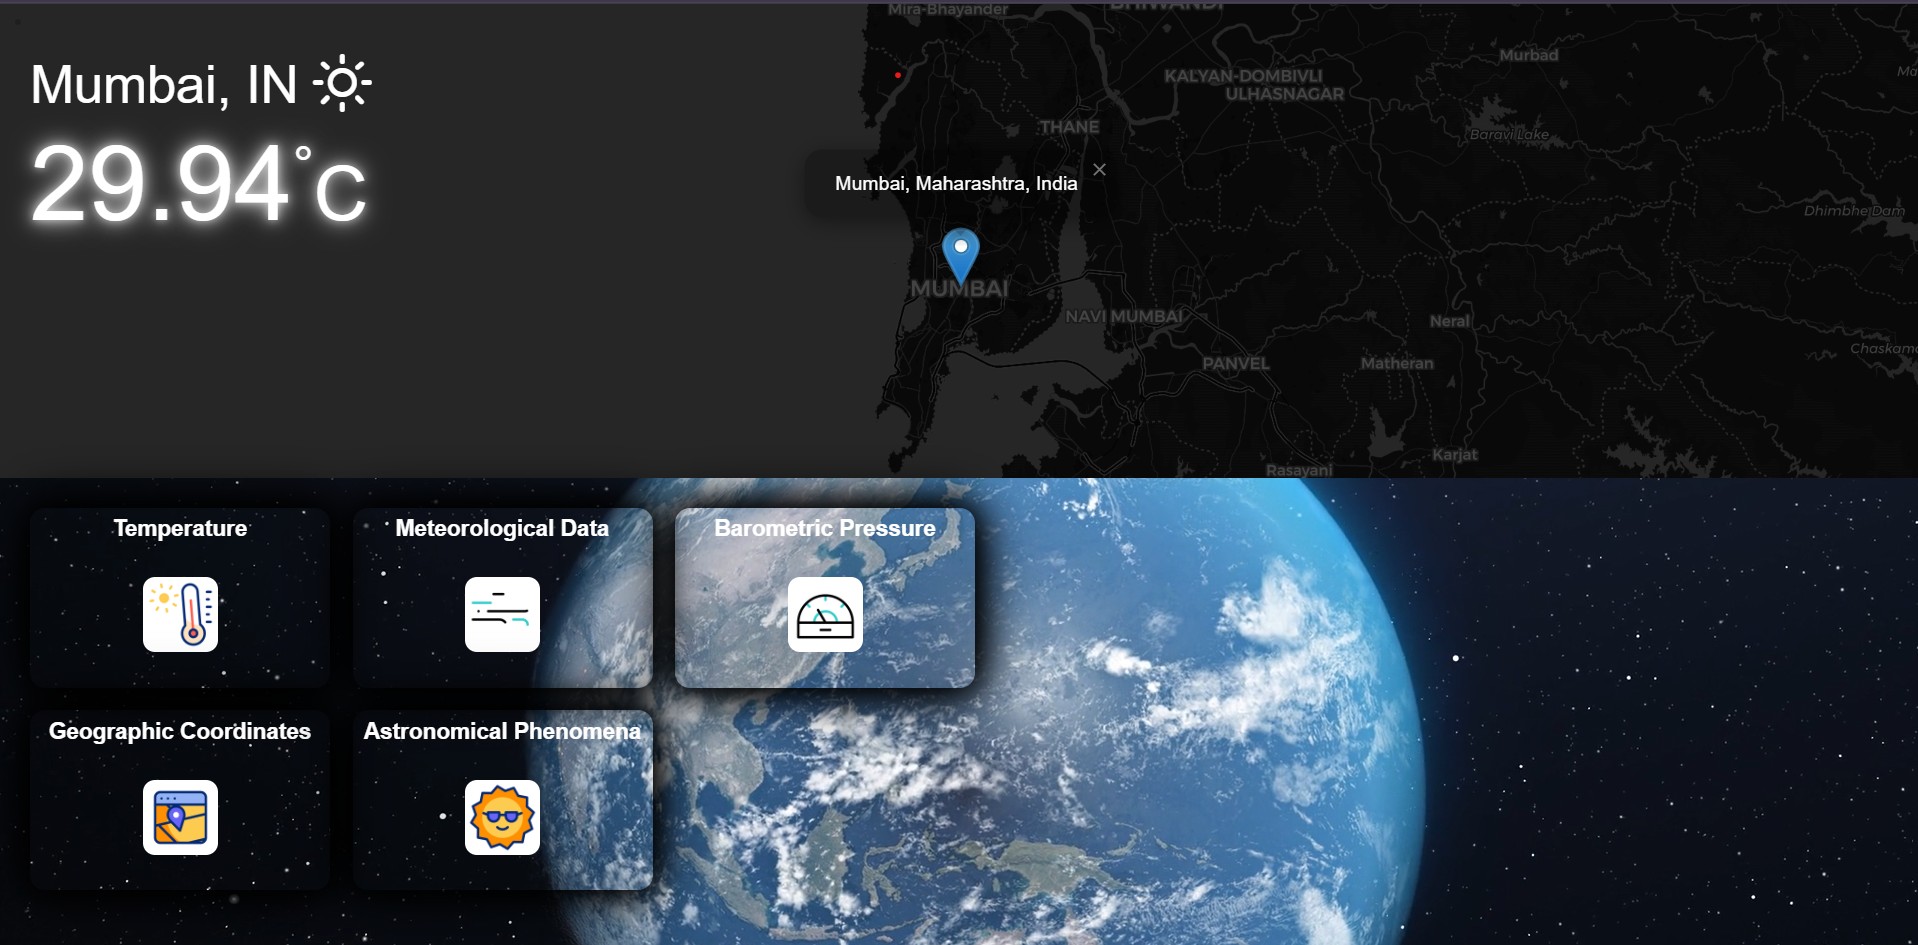 Mumbai, IN
29.94°C
Mira-Bhayander
BHIWANDI
Murbad
KALYAN-DOMBIVLI
ULHASNAGAR
THANE
Baravi Lake
Mumbai, Maharashtra, India
×
Dhimbhe Dam
MUMBAI
NAVI MUMBAI
Neral
PANVEL
Matheran
Karjat
Rasayani
Temperature
Meteorological Data
Barometric Pressure
Geographic Coordinates
Astronomical Phenomena